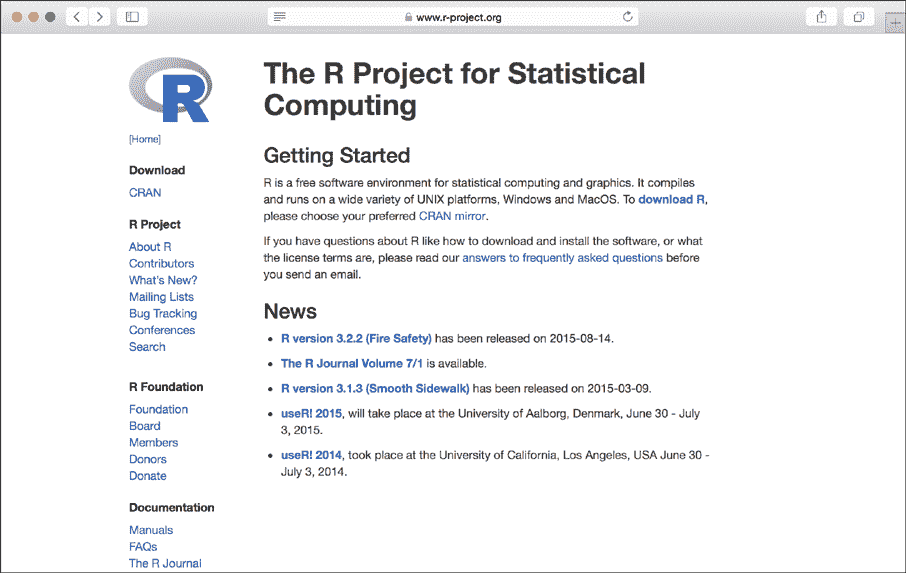 www.r-project.org
R
[Home]
Download
CRAN
R Project
About R
Contributors
What's New?
Mailing Lists
Bug Tracking
Conferences
Search
R Foundation
Foundation
Board
Members
Donors
Donate
Documentation
Manuals
FAQs
The R Journal
The R Project for Statistical
Computing
Getting Started
R is a free software environment for statistical computing and graphics. It compiles
and runs on a wide variety of UNIX platforms, Windows and MacOS. To download R,
please choose your preferred CRAN mirror.
If you have questions about R like how to download and install the software, or what
the license terms are, please read our answers to frequently asked questions before
you send an email.
News
• R version 3.2.2 (Fire Safety) has been released on 2015-08-14.
• The R Journal Volume 7/1 is available.
• R version 3.1.3 (Smooth Sidewalk) has been released on 2015-03-09.
• useR! 2015, will take place at the University of Aalborg, Denmark, June 30 - July
3, 2015.
• useR! 2014, took place at the University of California, Los Angeles, USA June 30 -
July 3, 2014.